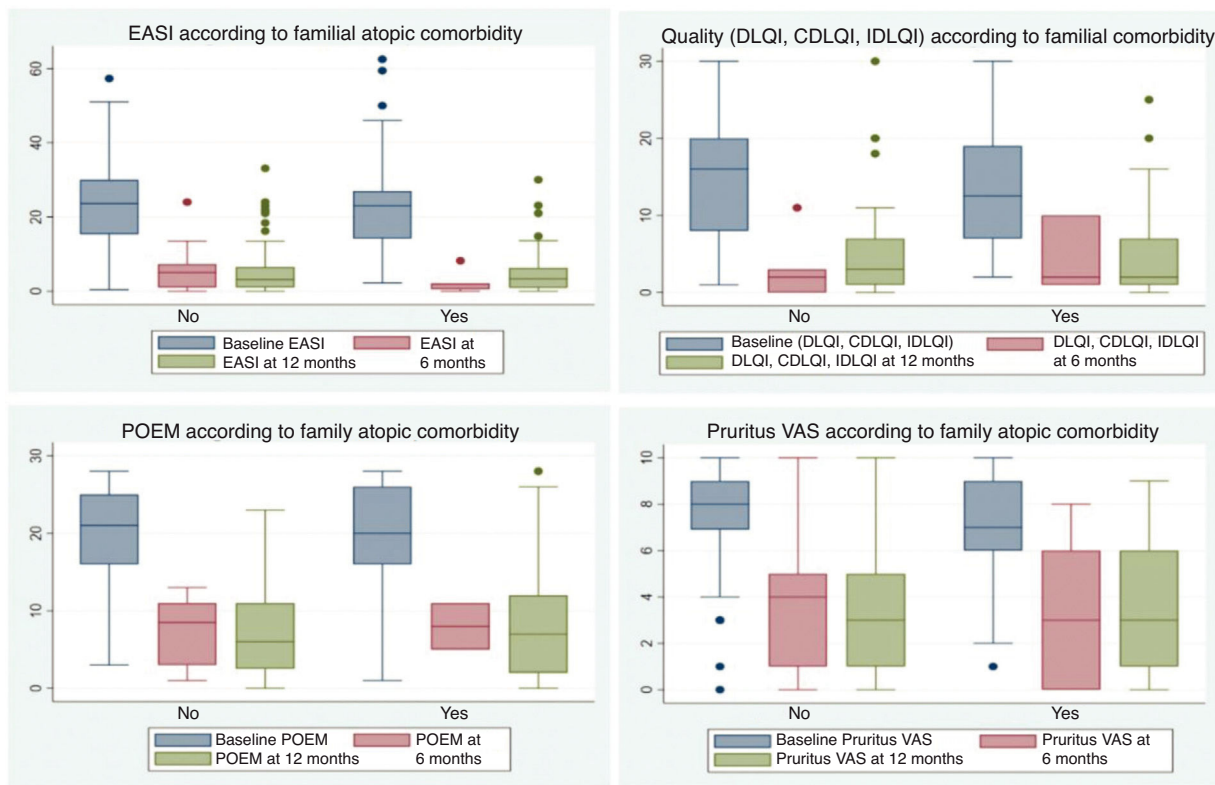 EASI according to familial atopic comorbidity
60
40
20
0
No
Yes
Baseline EASI
EASI at
EASI at 12 months
6 months
Quality (DLQI, CDLQI, IDLQI) according to familial comorbidity
30
20
10
0
No
Yes
Baseline (DLQI, CDLQI, IDLQI)
DLQI, CDLQI, IDLQI
DLQI, CDLQI, IDLQI at 12 months
at 6 months
POEM according to family atopic comorbidity
30
20
10
0
No
Yes
Baseline POEM
POEM at
POEM at 12 months
6 months
Pruritus VAS according to family atopic comorbidity
10
8
6
4
2
0
No
Yes
Baseline Pruritus VAS
Pruritus VAS at
Pruritus VAS at 12 months
6 months